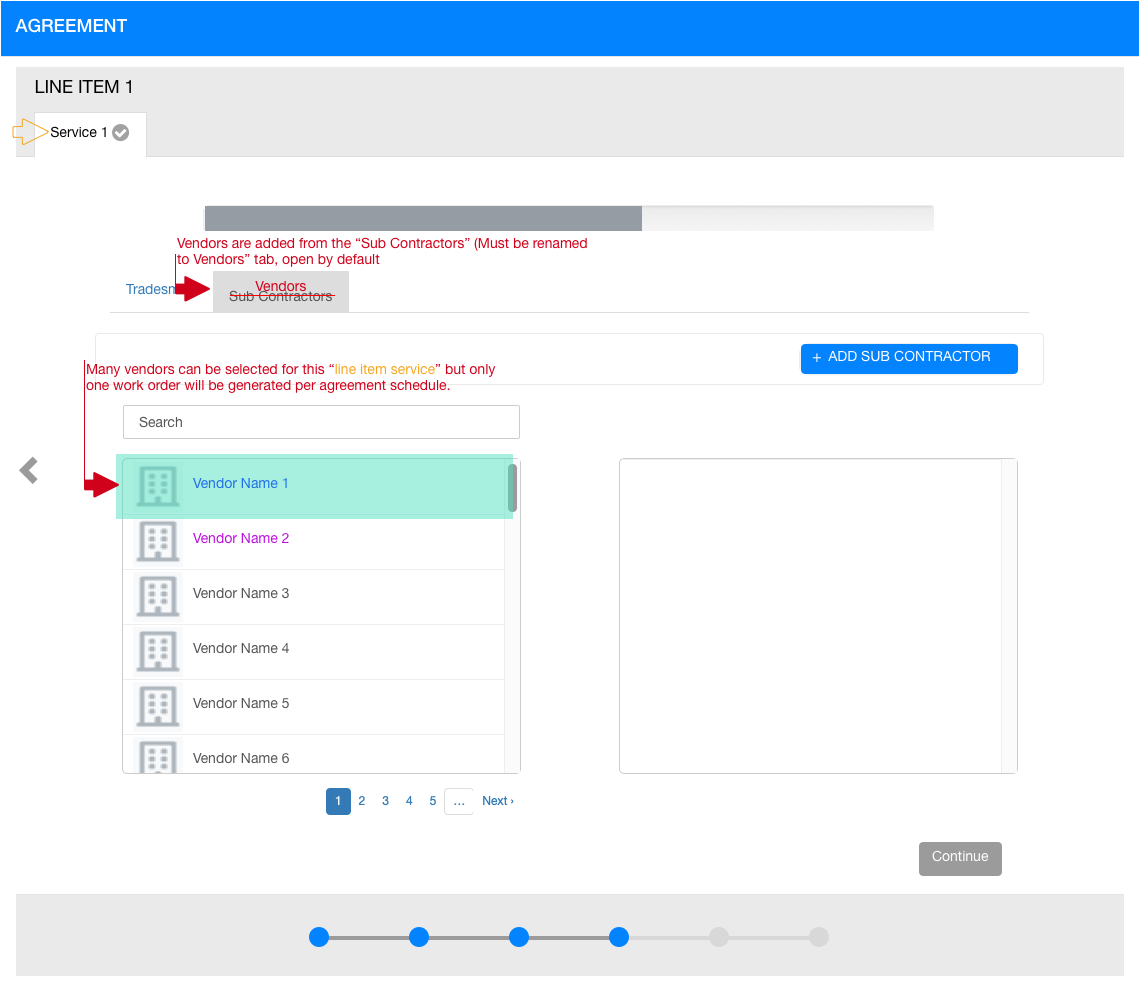 AGREEMENT
LINE ITEM 1
Service 1
Vendors are added from the “Sub Contractors” (Must be renamed
to Vendors” tab, open by default
Tradesm
Vendors
Sub Contractors
+ ADD SUB CONTRACTOR
Many vendors can be selected for this “line item service” but only
one work order will be generated per agreement schedule.
Search
Vendor Name 1
Vendor Name 2
Vendor Name 3
Vendor Name 4
Vendor Name 5
Vendor Name 6
1 2 3 4 5 ... Next ›
Continue